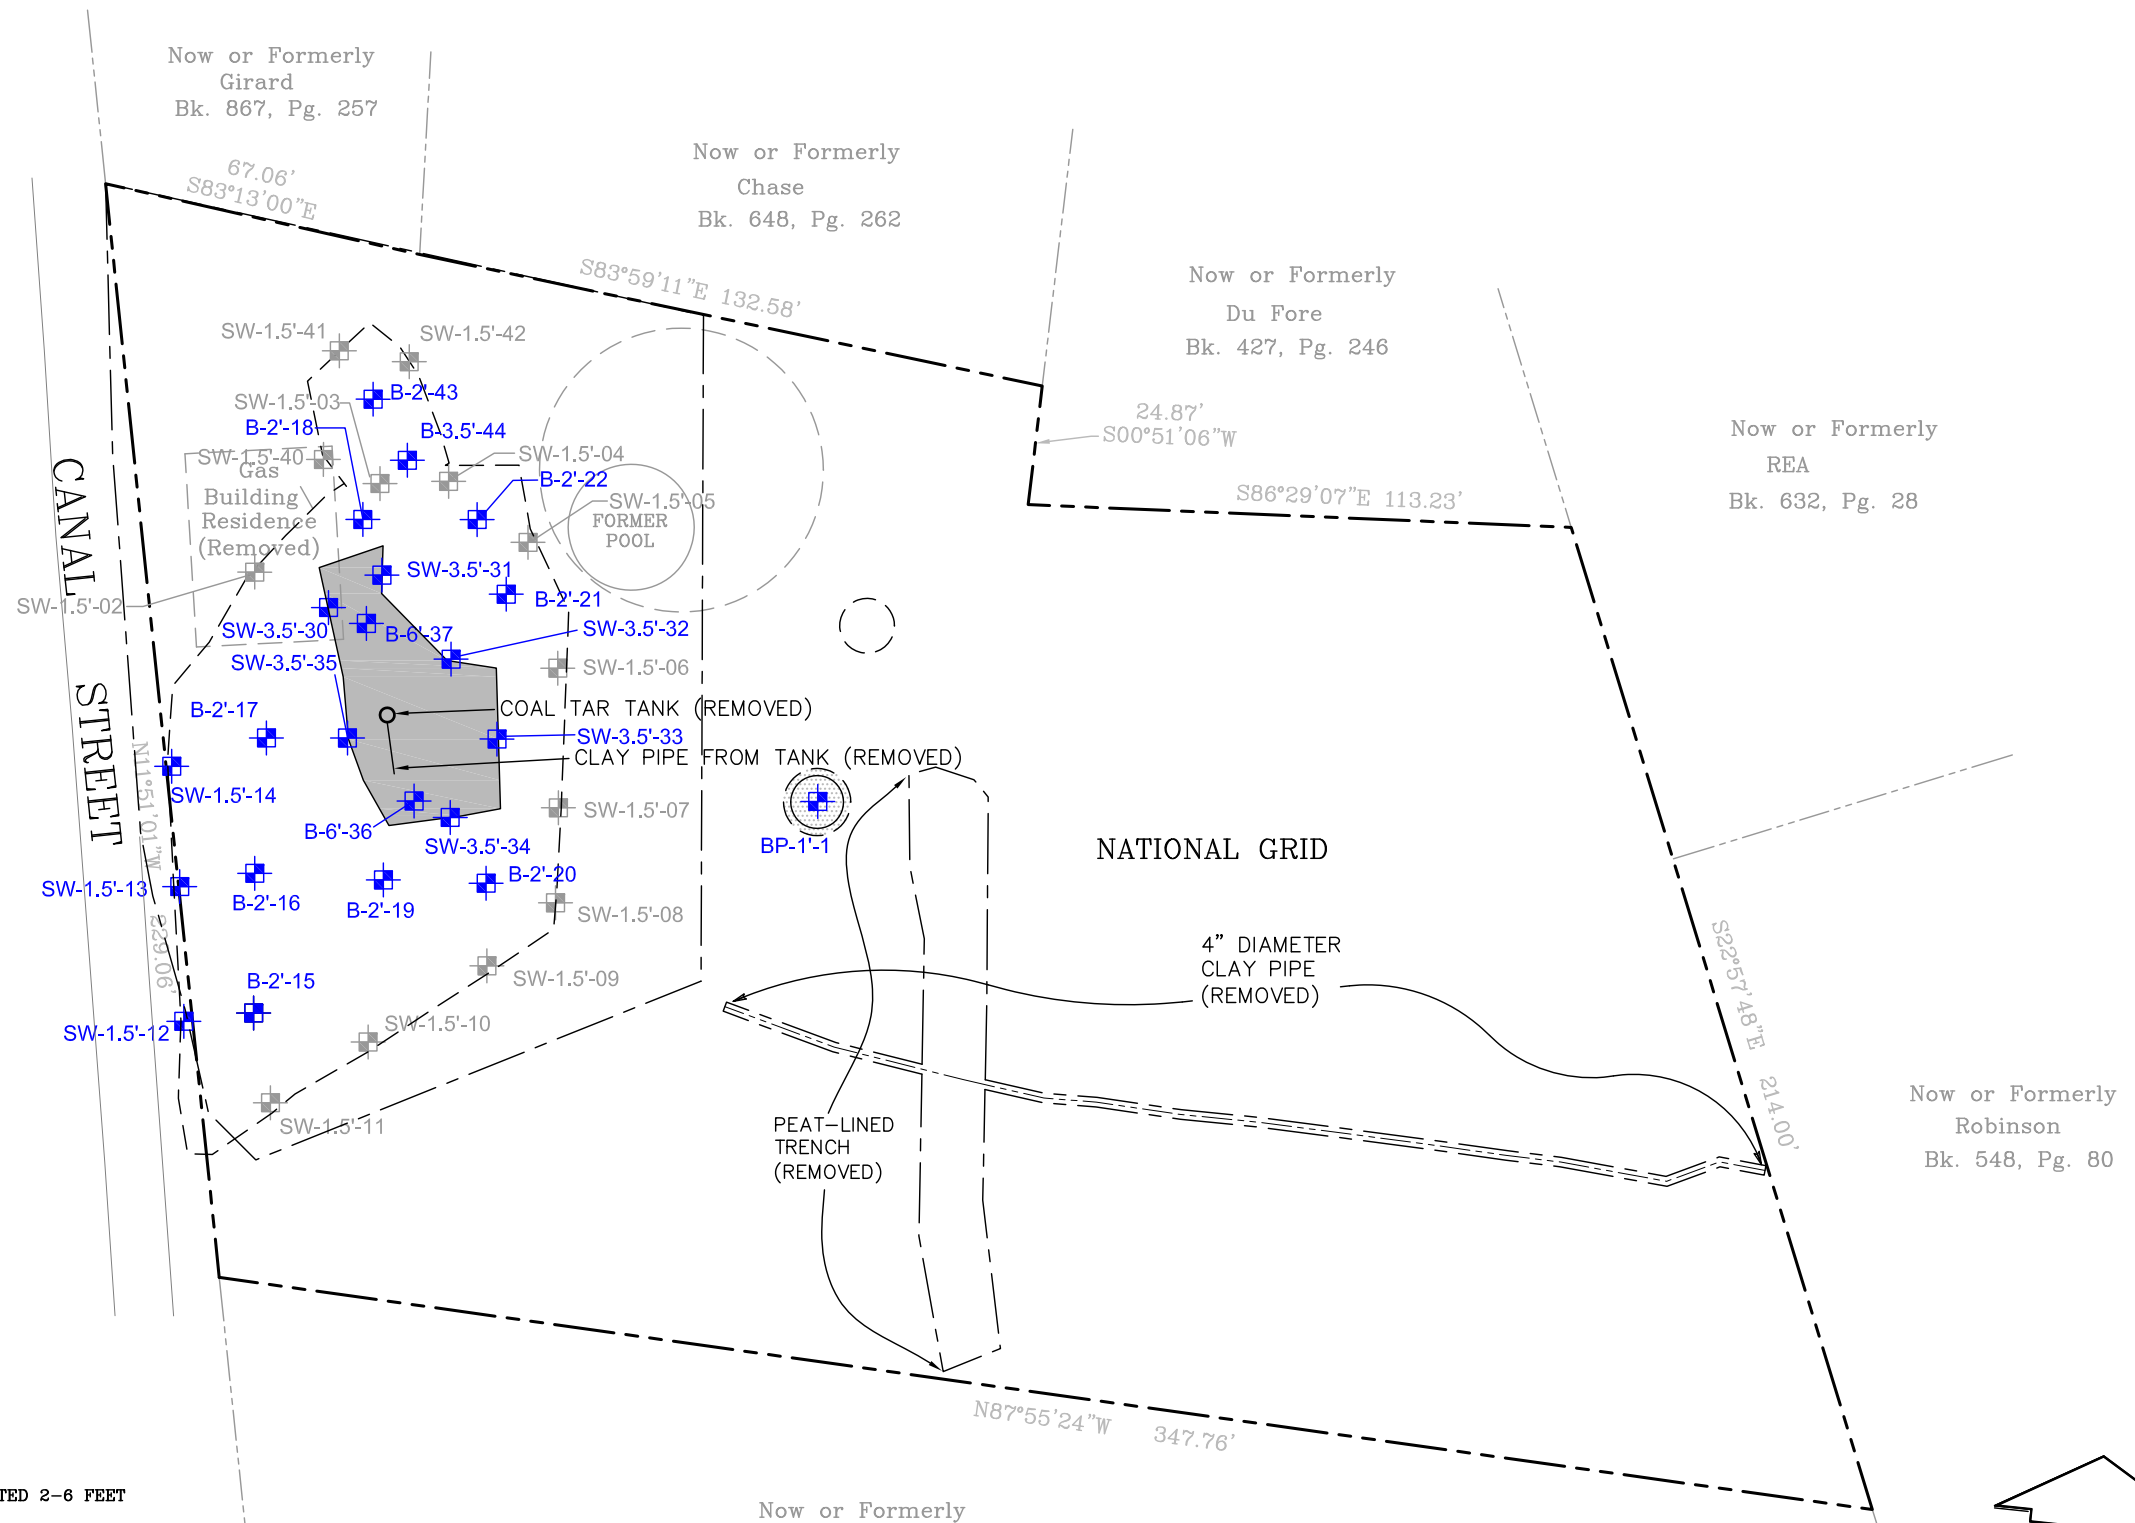 Now or Formerly
Girard
Bk. 867, Pg. 257
67.06'
S83°13'00"E
Now or Formerly
Chase
Bk. 648, Pg. 262
S83°59'11"E 132.58'
Now or Formerly
Du Fore
Bk. 427, Pg. 246
24.87'
S00°51'06"W
S86°29'07"E 113.23'
Now or Formerly
REA
Bk. 632, Pg. 28
SW-1.5'-41
SW-1.5'-42
B-2'-43
SW-1.5'-03
B-2'-18
B-3.5'-44
SW-1.5'-40
SW-1.5'-04
B-2'-22
SW-1.5'-05
Gas
Building
Residence
(Removed)
FORMER
POOL
SW-3.5'-31
B-2'-21
SW-1.5'-02
SW-3.5'-30
B-6'-37
SW-3.5'-32
SW-3.5'-35
SW-1.5'-06
B-2'-17
COAL TAR TANK (REMOVED)
SW-3.5'-33
CLAY PIPE FROM TANK (REMOVED)
SW-1.5'-14
SW-1.5'-07
B-6'-36
SW-3.5'-34
BP-1'-1
NATIONAL GRID
CANAL STREET
N11°51'01"W 229.06'
SW-1.5'-13
B-2'-16
B-2'-19
B-2'-20
SW-1.5'-08
SW-1.5'-09
B-2'-15
SW-1.5'-12
SW-1.5'-10
SW-1.5'-11
4" DIAMETER
CLAY PIPE
(REMOVED)
S22°57'48"E 214.00'
PEAT-LINED
TRENCH
(REMOVED)
Now or Formerly
Robinson
Bk. 548, Pg. 80
N87°55'24"W 347.76'
TED 2-6 FEET
Now or Formerly